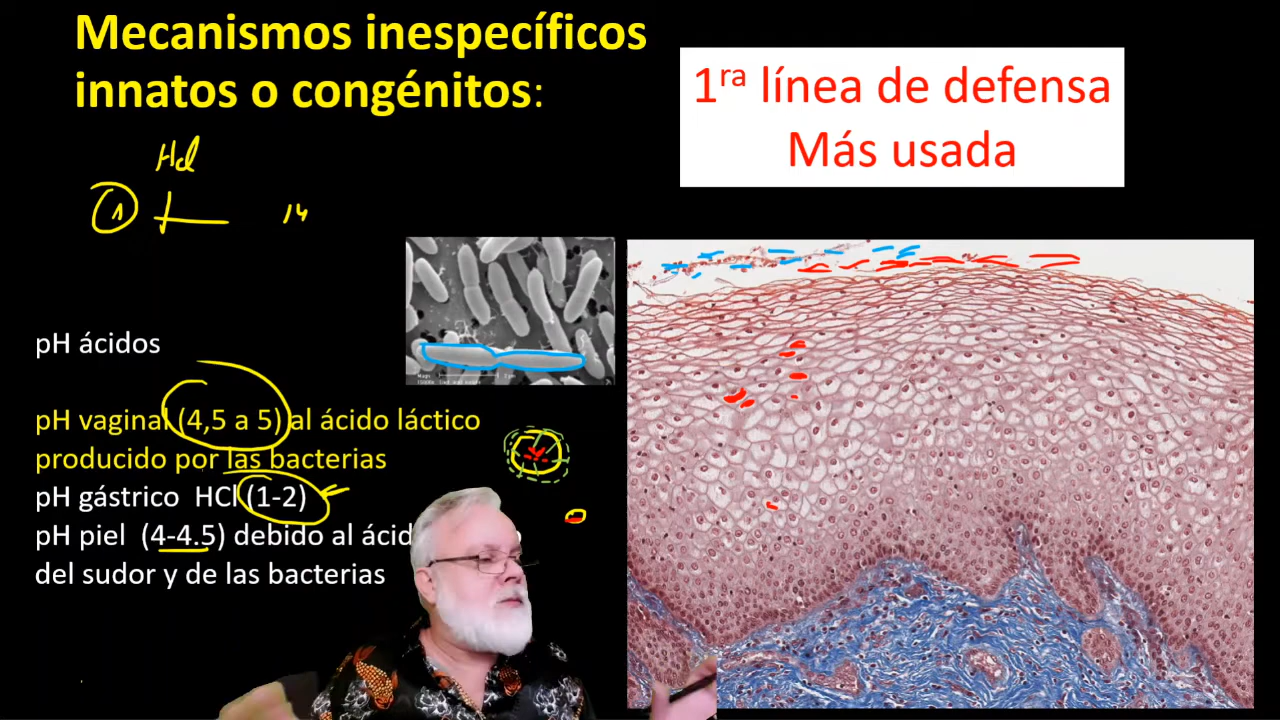 Mecanismos inespecíficos
innatos o congénitos:
1ra línea de defensa
Más usada
Hcl
1
14
pH ácidos
pH vaginal (4,5 a 5) al ácido láctico
producido por las bacterias
pH gástrico HCl (1-2)
pH piel (4-4.5) debido al ácid
del sudor y de las bacterias